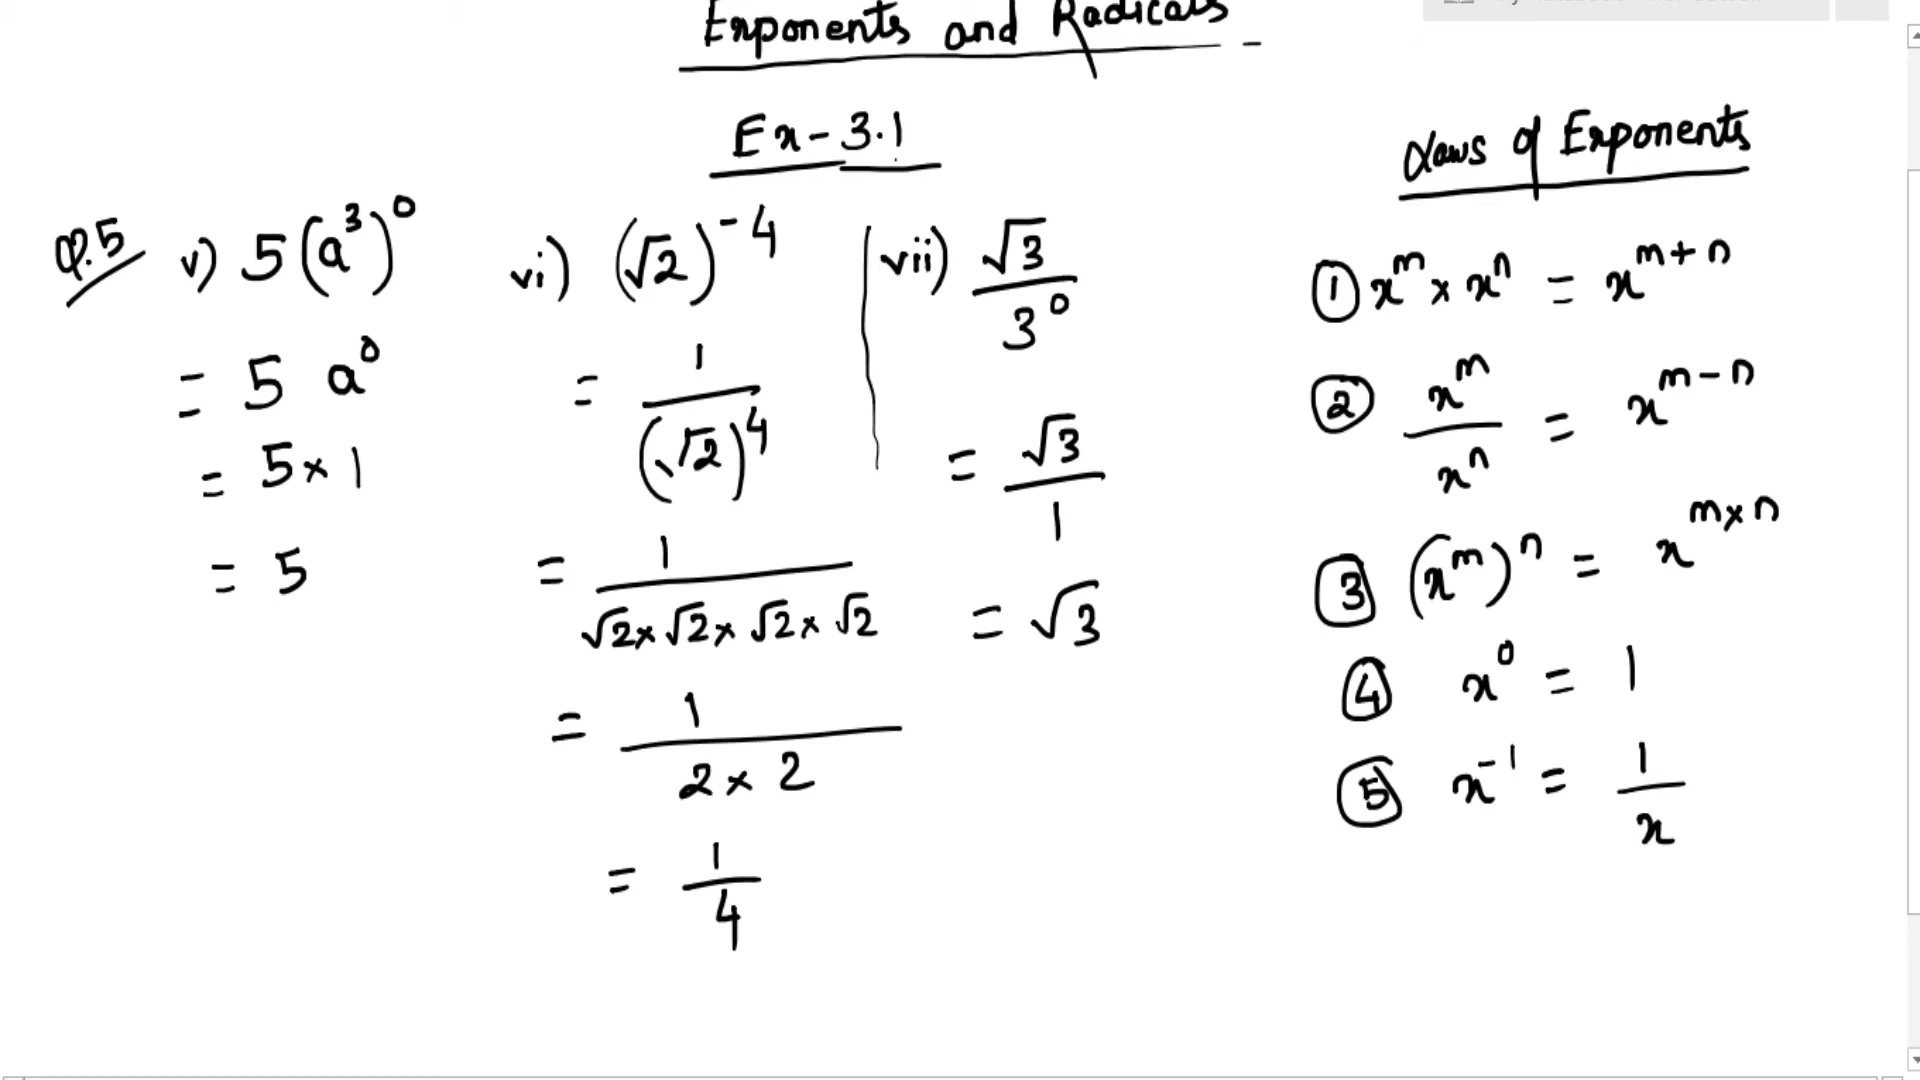 Exponents and Radicals
Ex-3.1
Q.5 v) 5(a³)⁰
= 5 a⁰
= 5×1
= 5
vi) (√2)⁻⁴
= 1/(√2)⁴
= 1/(√2×√2×√2×√2)
= 1/(2×2)
= 1/4
vii) √3/3⁰
= √3/1
= √3
Laws of Exponents
① xᵐ × xⁿ = xᵐ⁺ⁿ
② xᵐ/xⁿ = xᵐ⁻ⁿ
③ (xᵐ)ⁿ = xᵐˣⁿ
④ x⁰ = 1
⑤ x⁻¹ = 1/x